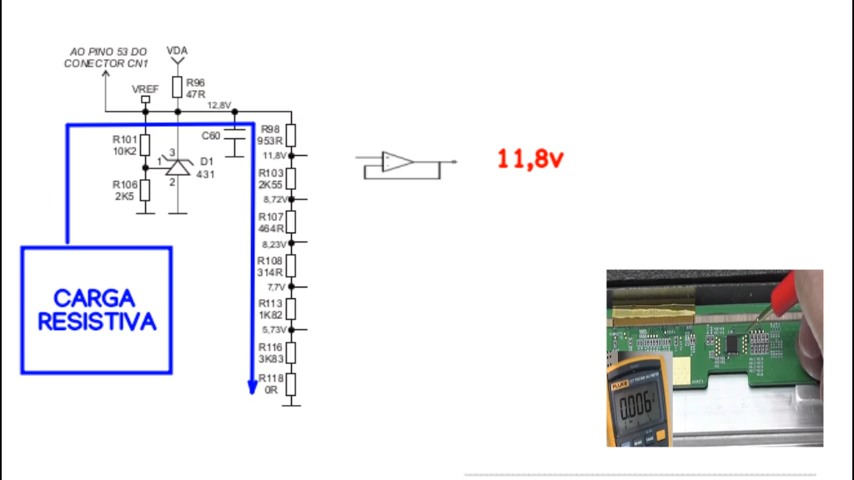 AO PINO 53 DO
CONECTOR CN1
VDA
VREF
R96
47R
12,8V
R101
10K2
C60
R98
953R
3
1
D1
431
2
11,8V
R106
2K5
R103
2K55
8,72V
R107
464R
8,23V
R108
314R
7,7V
R113
1K82
5,73V
R116
3K83
R118
0R
11,8v
CARGA
RESISTIVA
FLUKE
0.006